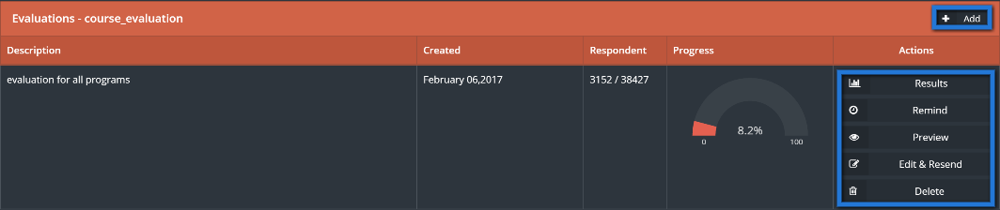 Evaluations - course_evaluation
Add
Description Created Respondent Progress Actions
evaluation for all programs February 06,2017 3152 / 38427
8.2%
0 100
Results
Remind
Preview
Edit & Resend
Delete